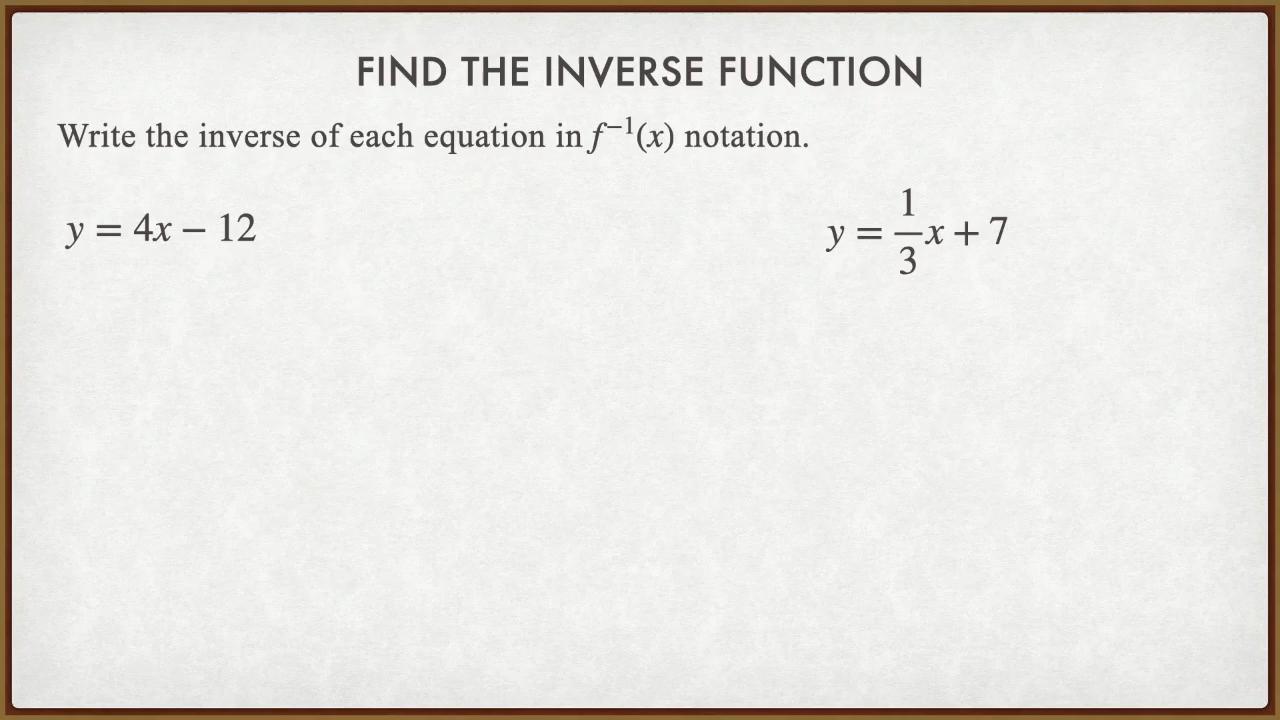 FIND THE INVERSE FUNCTION
Write the inverse of each equation in f⁻¹(x) notation.
y = 4x − 12
y = 1/3 x + 7